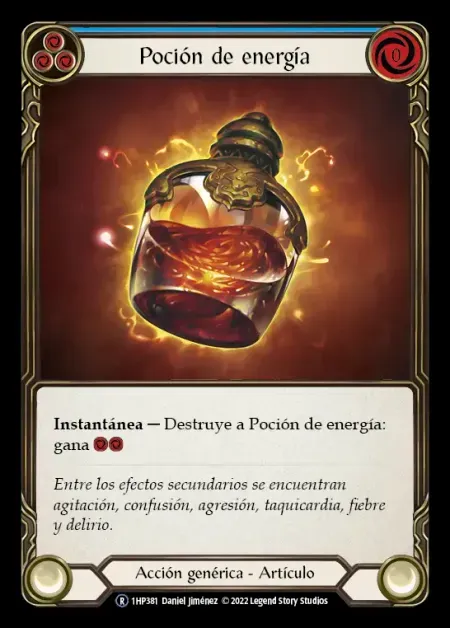 Poción de energía
0
Instantánea — Destruye a Poción de energía:
gana
Entre los efectos secundarios se encuentran
agitación, confusión, agresión, taquicardia, fiebre
y delirio.
Acción genérica - Artículo
R 1HP381 Daniel Jiménez © 2022 Legend Story Studios